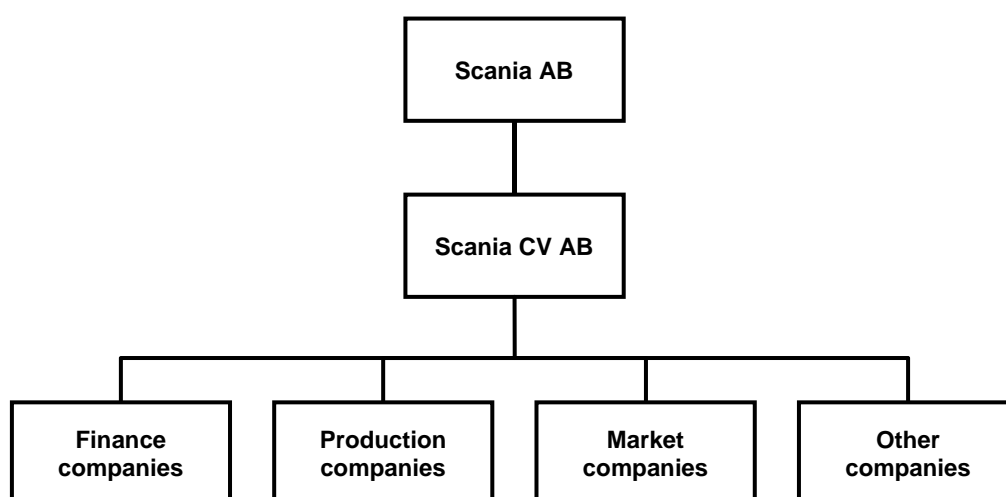 Scania AB
Scania CV AB
Finance
companies
Production
companies
Market
companies
Other
companies